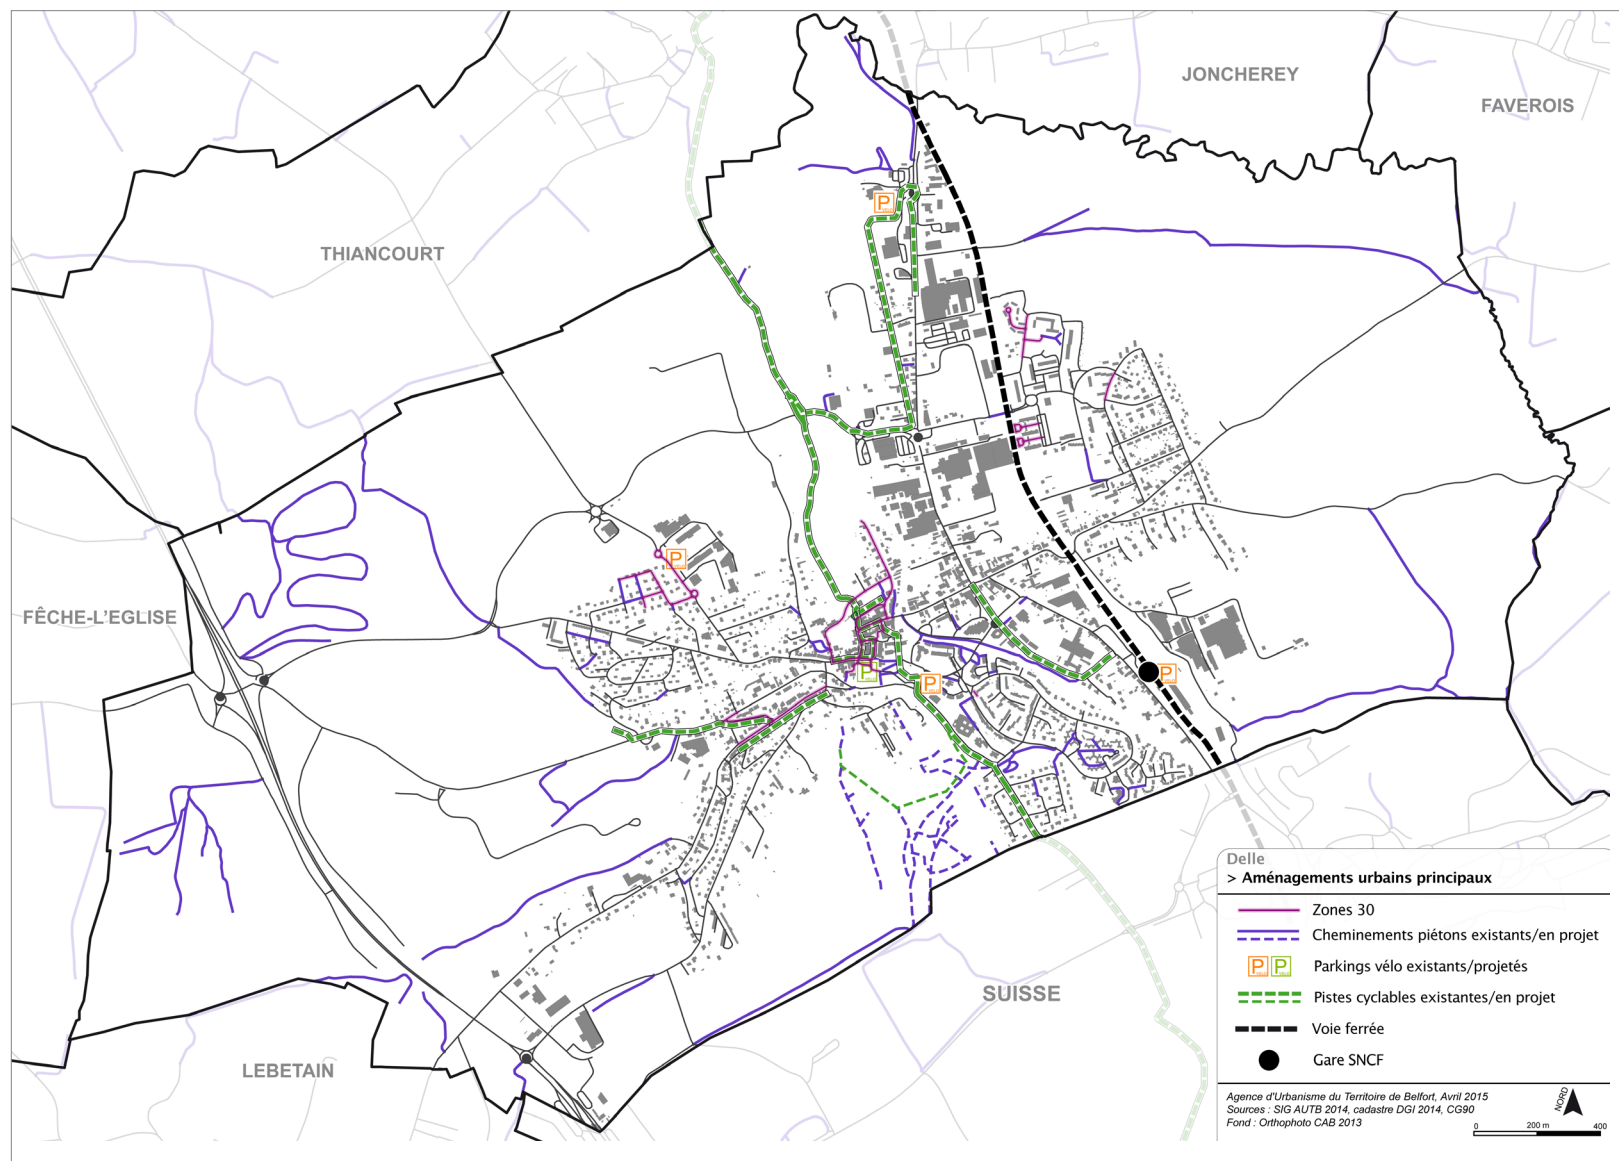 JONCHEREY
FAVEROIS
THIANCOURT
FÊCHE-L'EGLISE
P
P
P
P
P
SUISSE
LEBETAIN
Delle
> Aménagements urbains principaux
Zones 30
Cheminements piétons existants/en projet
P P Parkings vélo existants/projetés
Pistes cyclables existantes/en projet
Voie ferrée
Gare SNCF
Agence d'Urbanisme du Territoire de Belfort, Avril 2015
Sources : SIG AUTB 2014, cadastre DGI 2014, CG90
Fond : Orthophoto CAB 2013
NORD
0 200 m 400